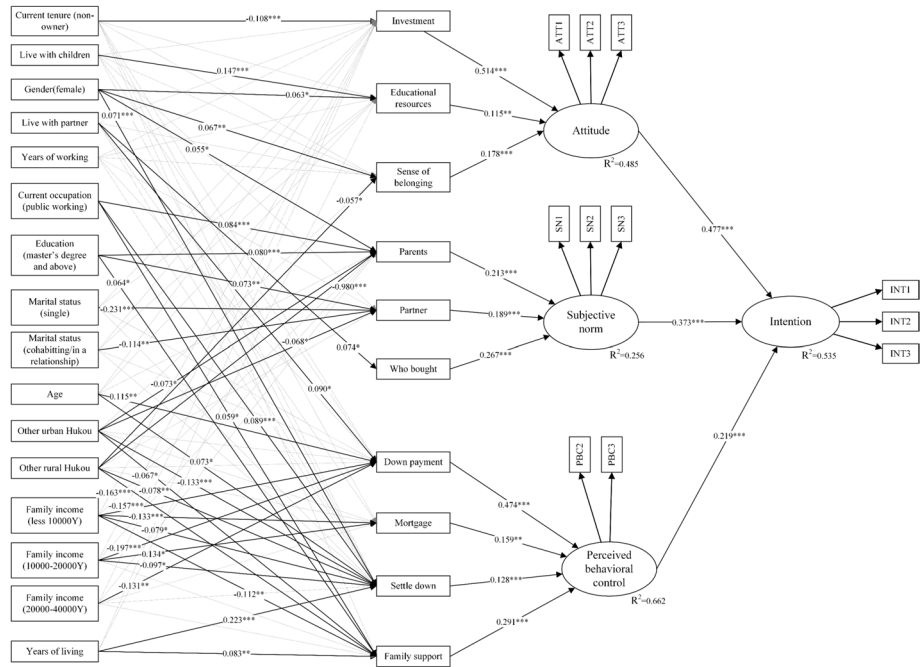 Current tenure (non-
owner)
Live with children
Gender(female)
Live with partner
Years of working
Current occupation
(public working)
Education
(master's degree
and above)
Marital status
(single)
Marital status
(cohabitting/in a
relationship)
Age
Other urban Hukou
Other rural Hukou
Family income
(less 10000Y)
Family income
(10000-20000Y)
Family income
(20000-40000Y)
Years of living
-0.108***
0.147***
0.063*
0.071***
0.067**
0.055*
-0.057*
0.084***
0.080***
0.073**
-0.980***
0.064*
-0.231***
-0.114**
-0.068*
0.074*
-0.073*
-0.115**
0.090*
0.059*
0.089***
0.073*
-0.067*
-0.133***
-0.078**
-0.163***
-0.157***
-0.133***
-0.079*
-0.197***
-0.134*
-0.097*
-0.131**
-0.112**
0.223***
0.083**
Investment
Educational
resources
Sense of
belonging
Parents
Partner
Who bought
Down payment
Mortgage
Settle down
Family support
0.514***
0.115**
0.178***
0.213***
0.189***
0.267***
0.474***
0.159**
0.128***
0.291***
ATT1
ATT2
ATT3
Attitude
R²=0.485
SN1
SN2
SN3
Subjective
norm
R²=0.256
PBC2
PBC3
Perceived
behavioral
control
R²=0.662
0.477***
0.373***
0.219***
Intention
R²=0.535
INT1
INT2
INT3